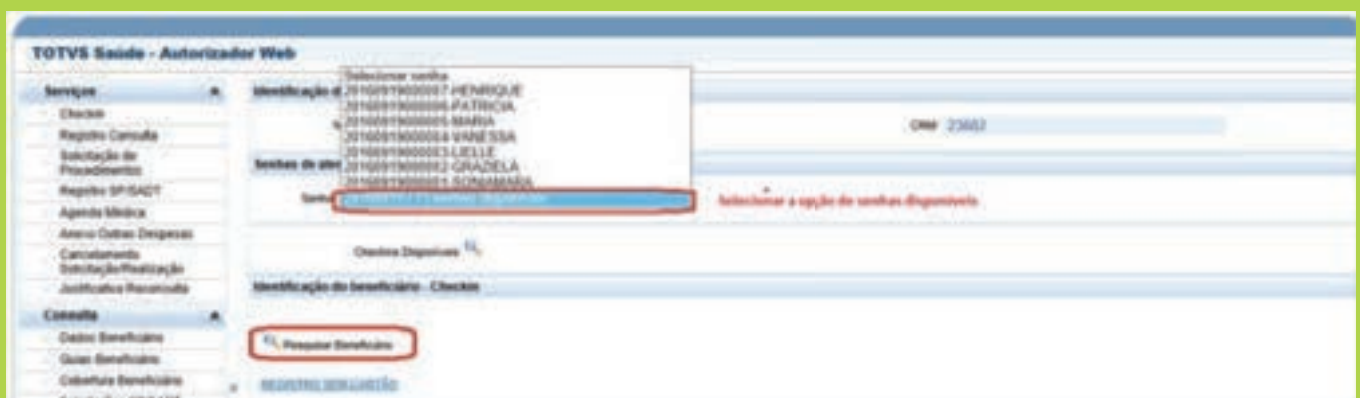 TOTVS Saúde - Autorizador Web
Serviços
Checkin
Registro Consulta
Solicitação de
Procedimentos
Registro SP/SADT
Agenda Médica
Anexo Outras Despesas
Cancelamento
Solicitação/Realização
Justificativa Reconsulta
Consulta
Dados Beneficiário
Guias Beneficiário
Cobertura Beneficiário
Selecionar senha
20160919000007-HENRIQUE
20160919000006-PATRICIA
20160919000005-MARIA
20160919000004-VANESSA
20160919000003-LIELLE
20160919000002-GRAZIELA
20160919000001-SONIAMARA
Identificação d
CRM 23602
Senhas de aten
Senha
Selecionar a opção de senhas disponíveis
Checkins Disponíveis
Identificação do beneficiário - Checkin
Pesquisar Beneficiário
REGISTRO SEM CARTÃO